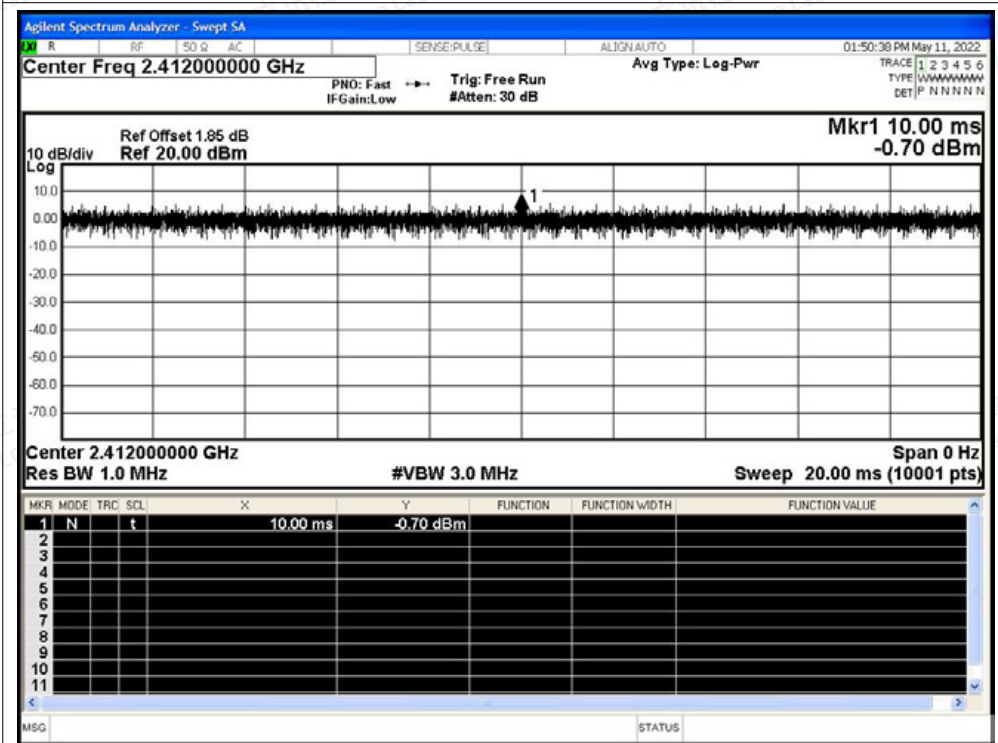 Agilent Spectrum Analyzer - Swept SA
R RF 50 Ω AC SENSE:PULSE ALIGN AUTO 01:50:38 PM May 11, 2022
Center Freq 2.412000000 GHz Avg Type: Log-Pwr TRACE 1 2 3 4 5 6
PNO: Fast Trig: Free Run TYPE WWWWWW
IFGain:Low #Atten: 30 dB DET P N N N N N
Mkr1 10.00 ms
Ref Offset 1.85 dB
10 dB/div Ref 20.00 dBm -0.70 dBm
Log
10.0
1
0.00
-10.0
-20.0
-30.0
-40.0
-50.0
-60.0
-70.0
Center 2.412000000 GHz Span 0 Hz
Res BW 1.0 MHz #VBW 3.0 MHz Sweep 20.00 ms (10001 pts)
MKR MODE TRC SCL X Y FUNCTION FUNCTION WIDTH FUNCTION VALUE
1 N t 10.00 ms -0.70 dBm
2
3
4
5
6
7
8
9
10
11
MSG STATUS